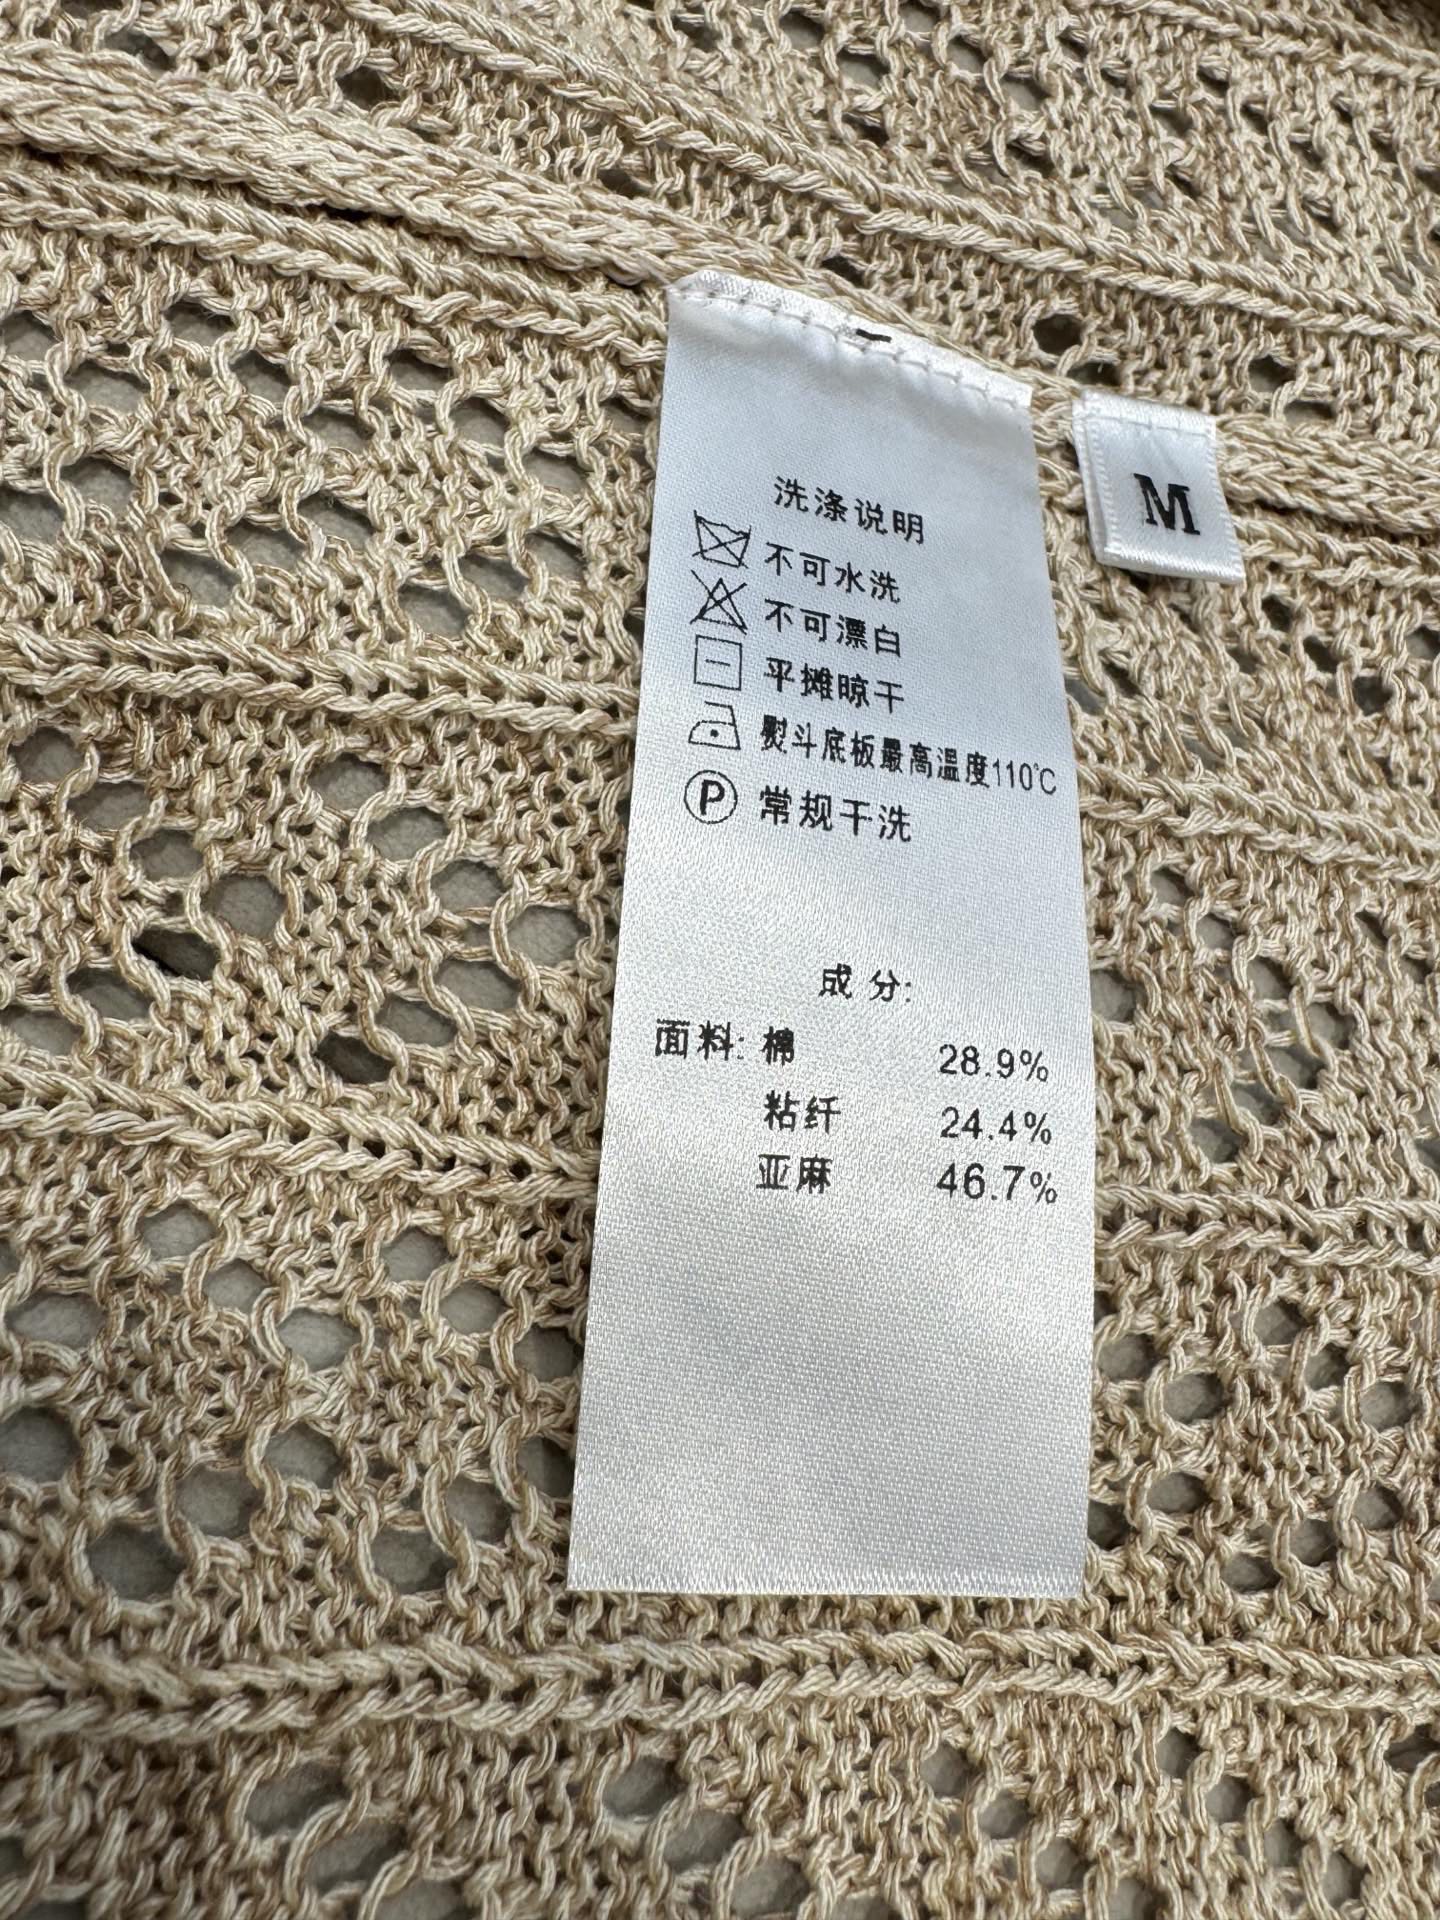 洗涤说明
不可水洗
不可漂白
平摊晾干
熨斗底板最高温度110℃
P 常规干洗
成分:
面料: 棉 28.9%
粘纤 24.4%
亚麻 46.7%
M